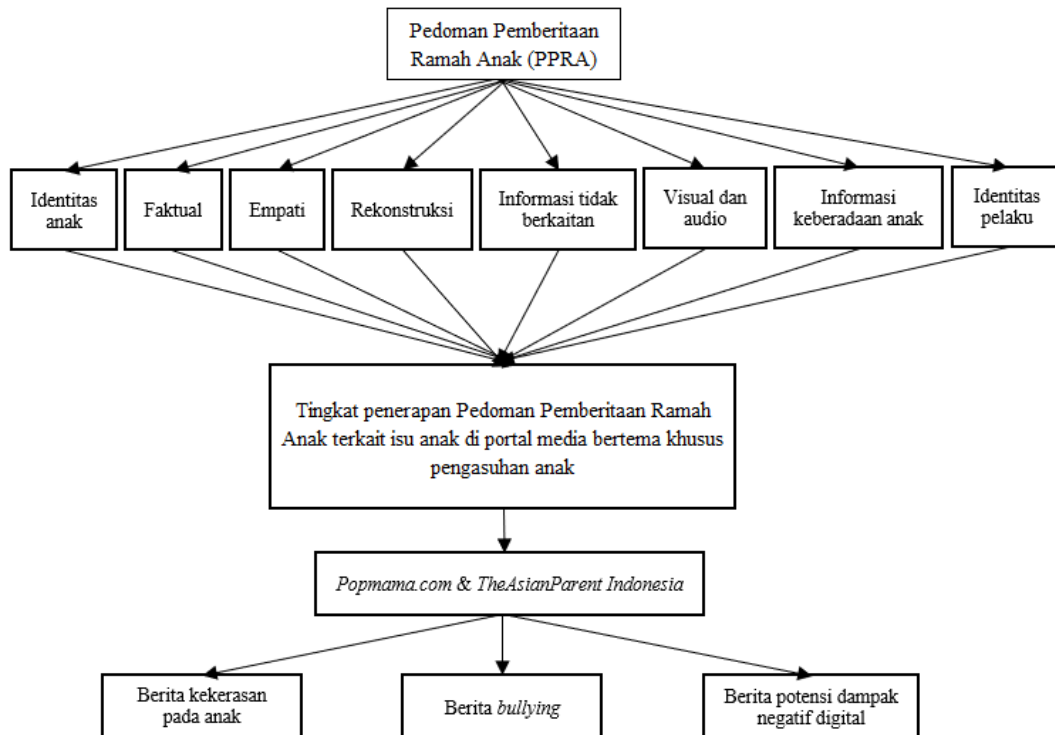 Pedoman Pemberitaan
Ramah Anak (PPRA)
Identitas
anak
Faktual
Empati
Rekonstruksi
Informasi tidak
berkaitan
Visual dan
audio
Informasi
keberadaan anak
Identitas
pelaku
Tingkat penerapan Pedoman Pemberitaan Ramah
Anak terkait isu anak di portal media bertema khusus
pengasuhan anak
Popmama.com & TheAsianParent Indonesia
Berita kekerasan
pada anak
Berita bullying
Berita potensi dampak
negatif digital